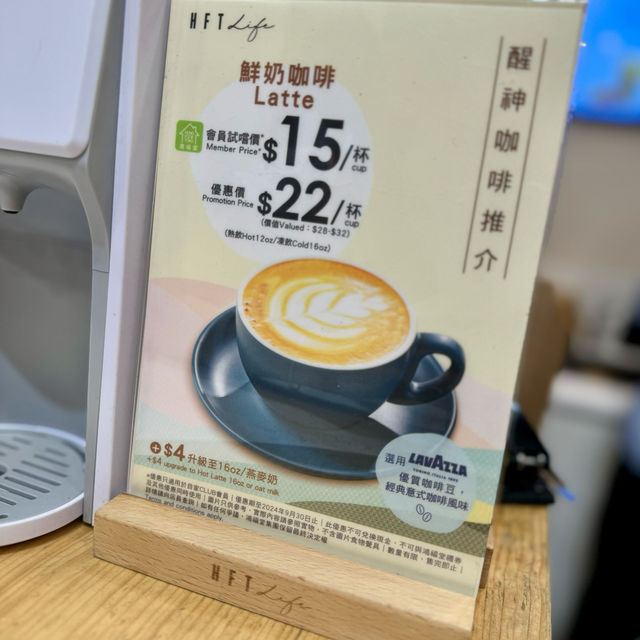 HFT Life
醒神咖啡推介
鮮奶咖啡
Latte
會員試嚐價*
Member Price*
$15/杯
cup
優惠價
Promotion Price
$22/杯
cup
(價值Valued：$28-$32)
(熱飲Hot12oz/凍飲Cold16oz)
+$4升級至16oz/燕麥奶
+$4 upgrade to Hot Latte 16oz or oat milk
選用 LAVAZZA
TORINO, ITALIA, 1895
優質咖啡豆，
經典意式咖啡風味
HFT Life